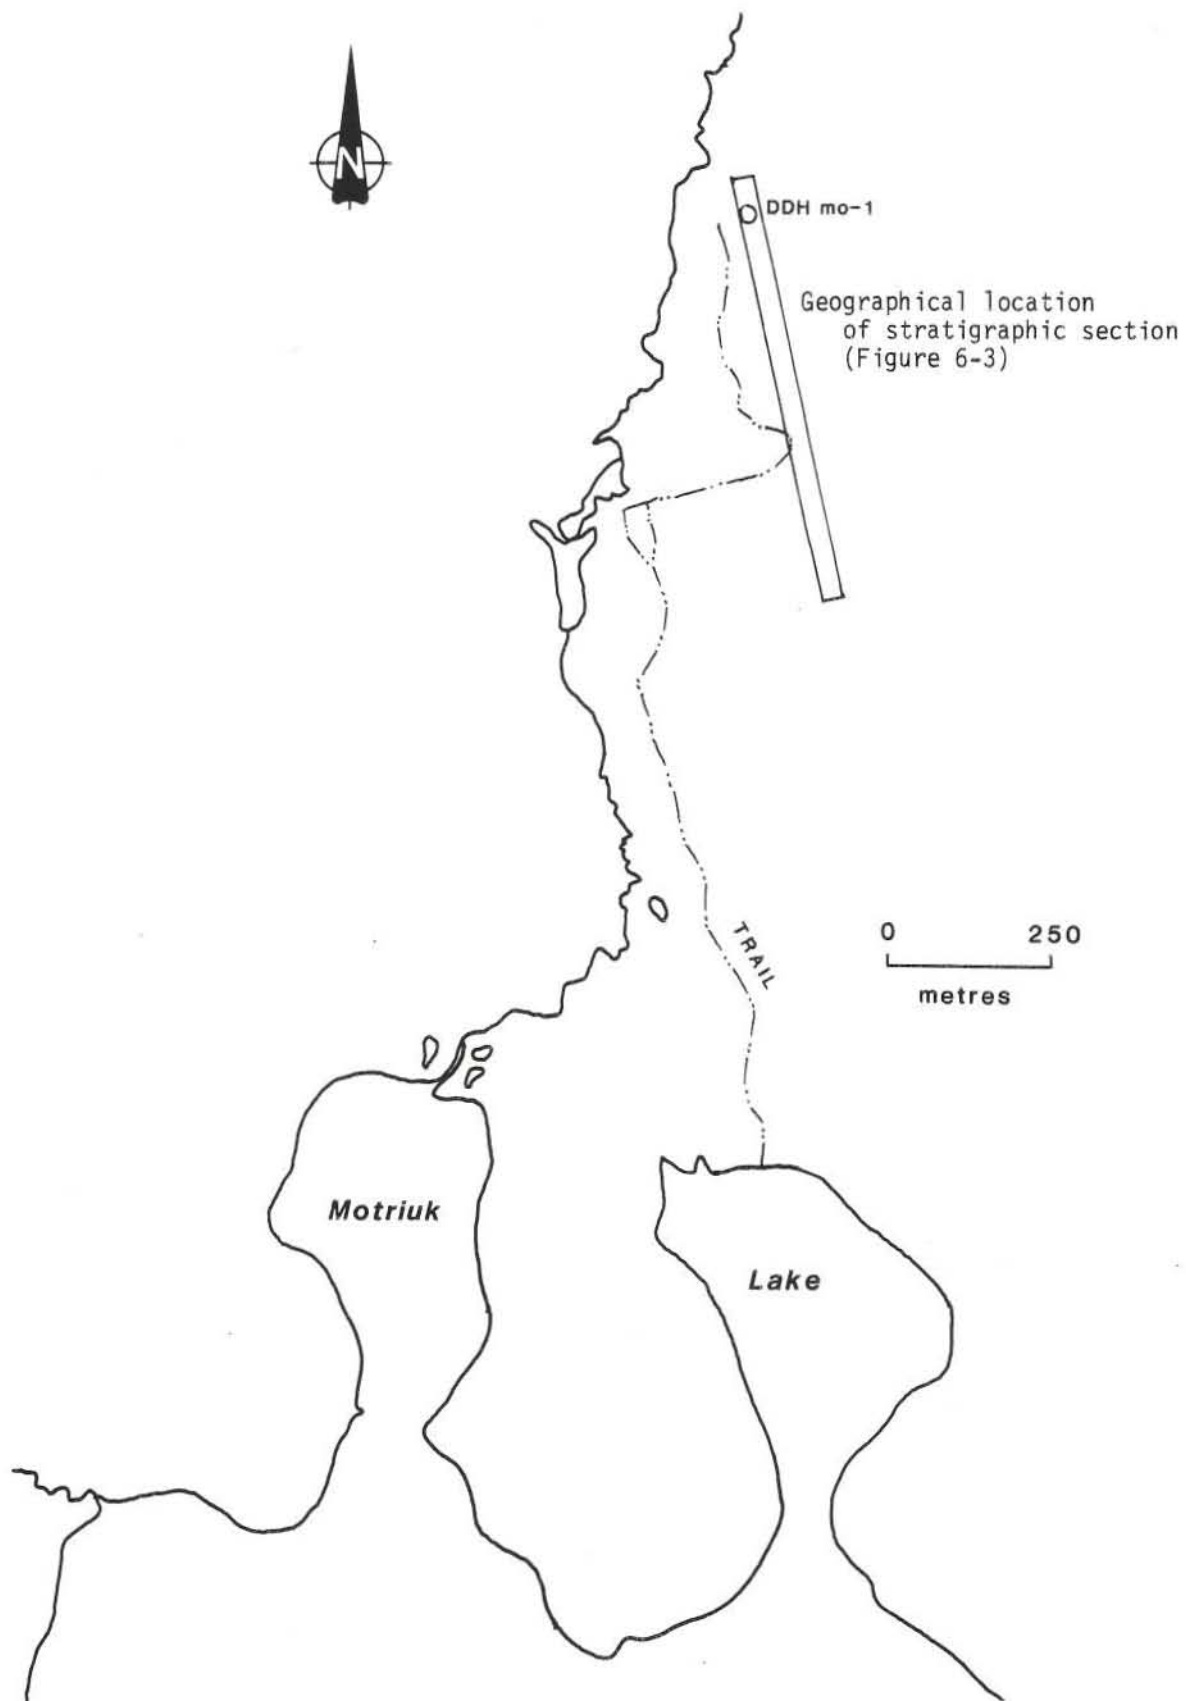 N
DDH mo-1
Geographical location
of stratigraphic section
(Figure 6-3)
TRAIL
0 250
metres
Motriuk
Lake